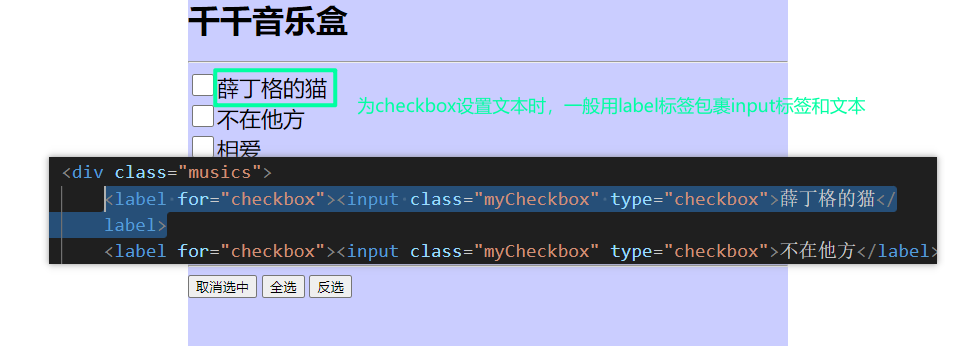 千千音乐盒
薛丁格的猫
为checkbox设置文本时，一般用label标签包裹input标签和文本
不在他方
相爱
<div class="musics">
<label for="checkbox"><input class="myCheckbox" type="checkbox">薛丁格的猫</
label>
<label for="checkbox"><input class="myCheckbox" type="checkbox">不在他方</label>
取消选中 全选 反选